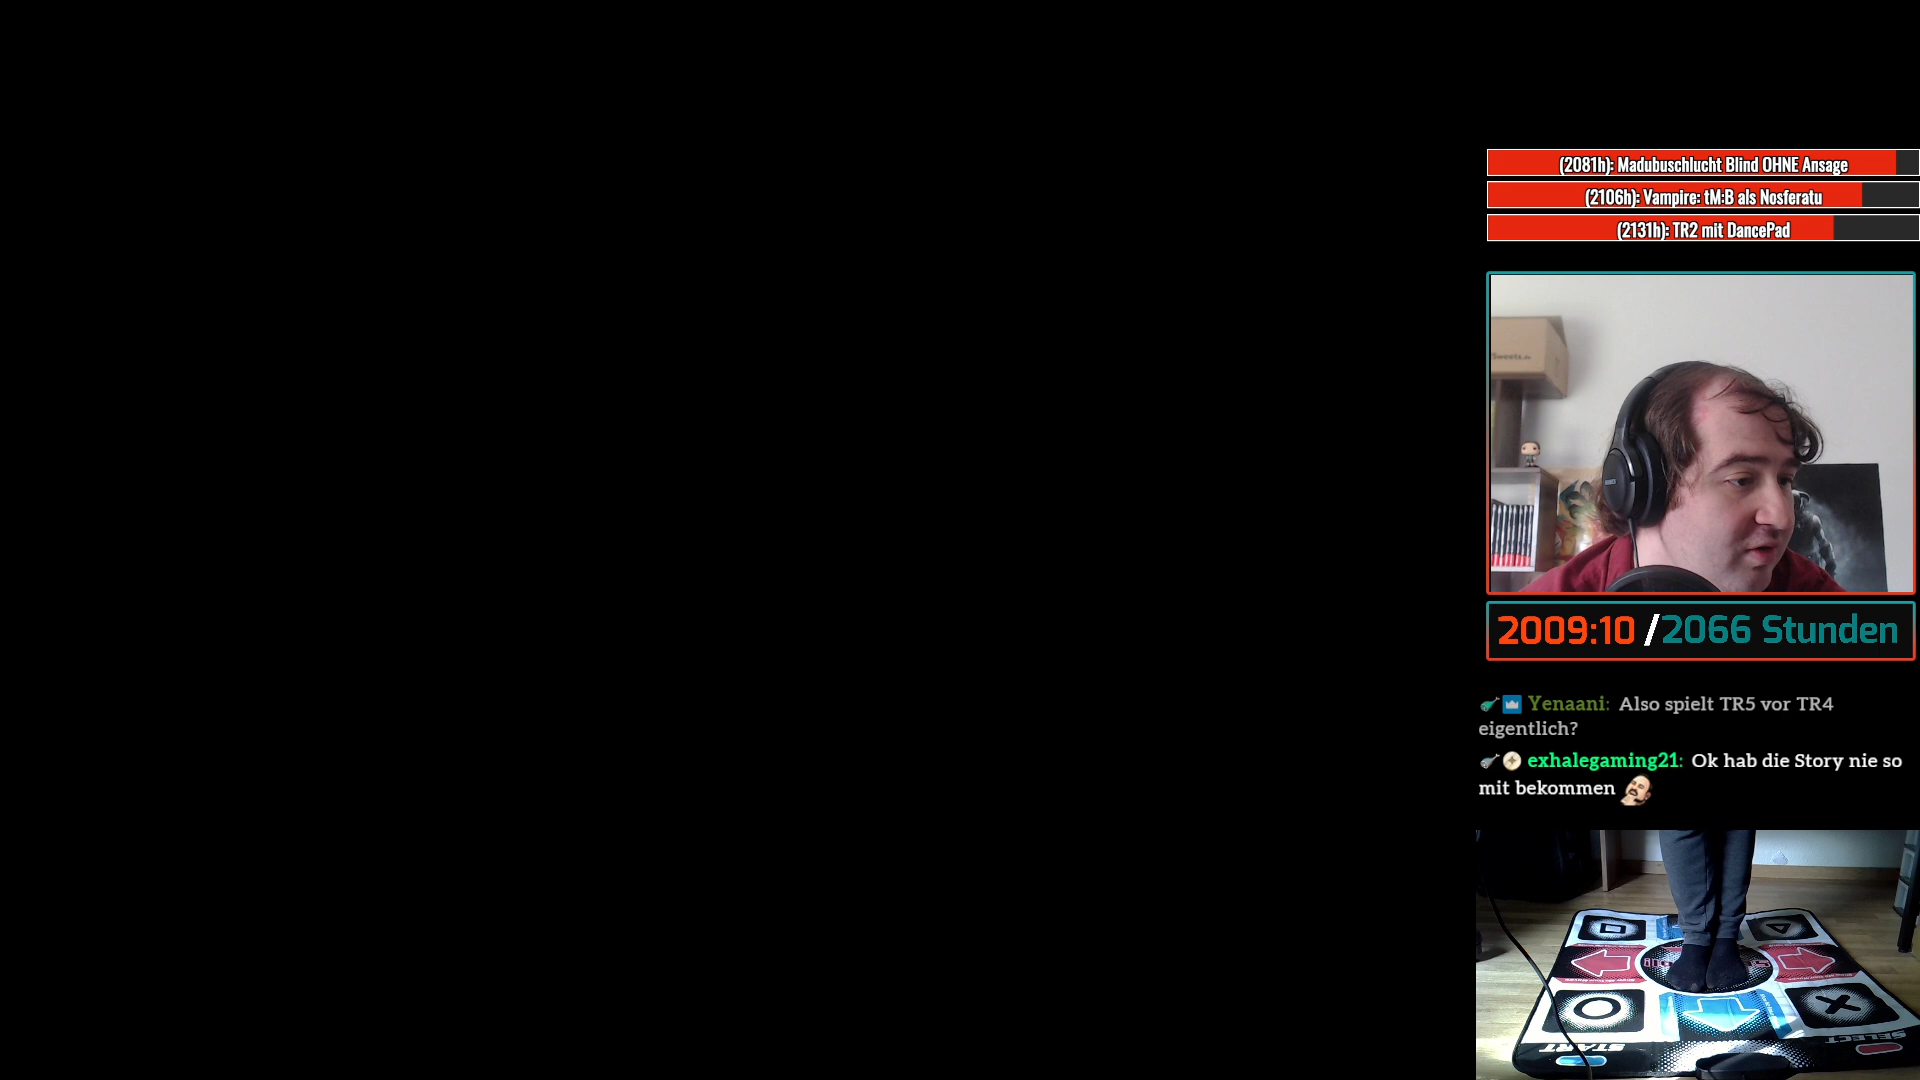 (2081h): Madubuschlucht Blind OHNE Ansage
(2106h): Vampire: tM:B als Nosferatu
(2131h): TR2 mit DancePad
2009:10 /2066 Stunden
Yenaani: Also spielt TR5 vor TR4
eigentlich?
exhalegaming21: Ok hab die Story nie so
mit bekommen
START
SELECT